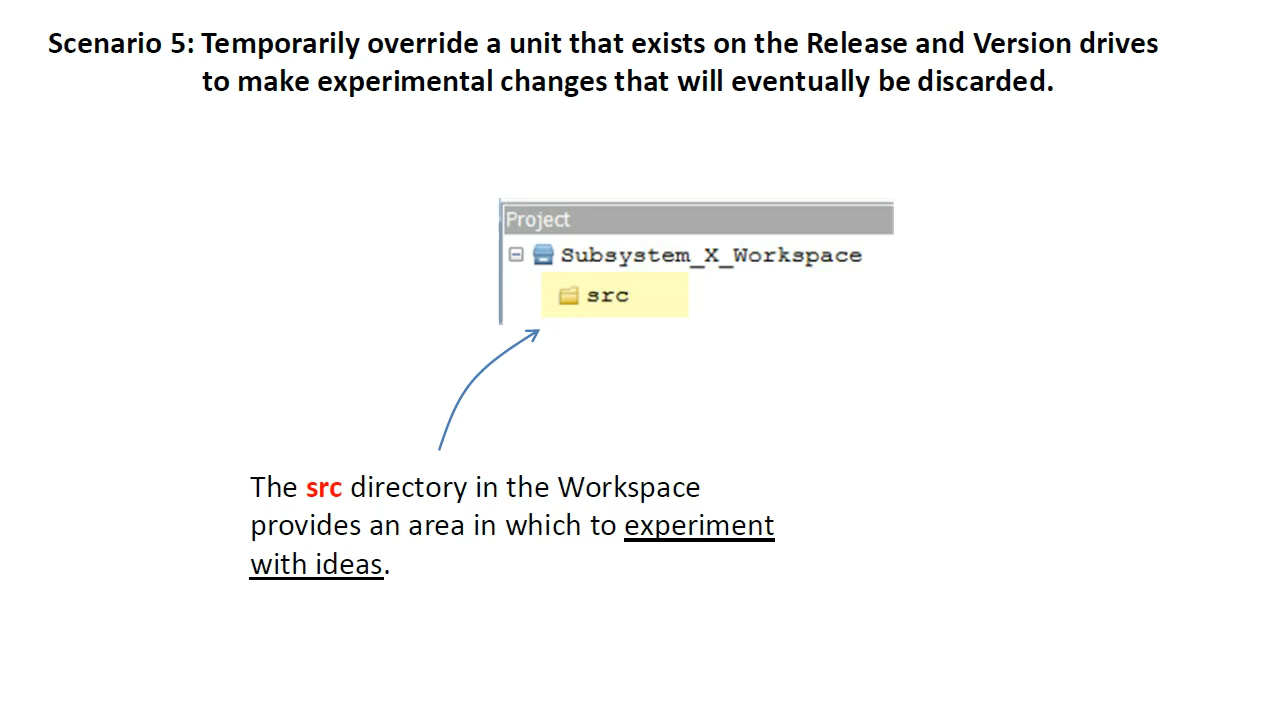 Scenario 5: Temporarily override a unit that exists on the Release and Version drives
to make experimental changes that will eventually be discarded.
Project
Subsystem_X_Workspace
src
The src directory in the Workspace
provides an area in which to experiment
with ideas.